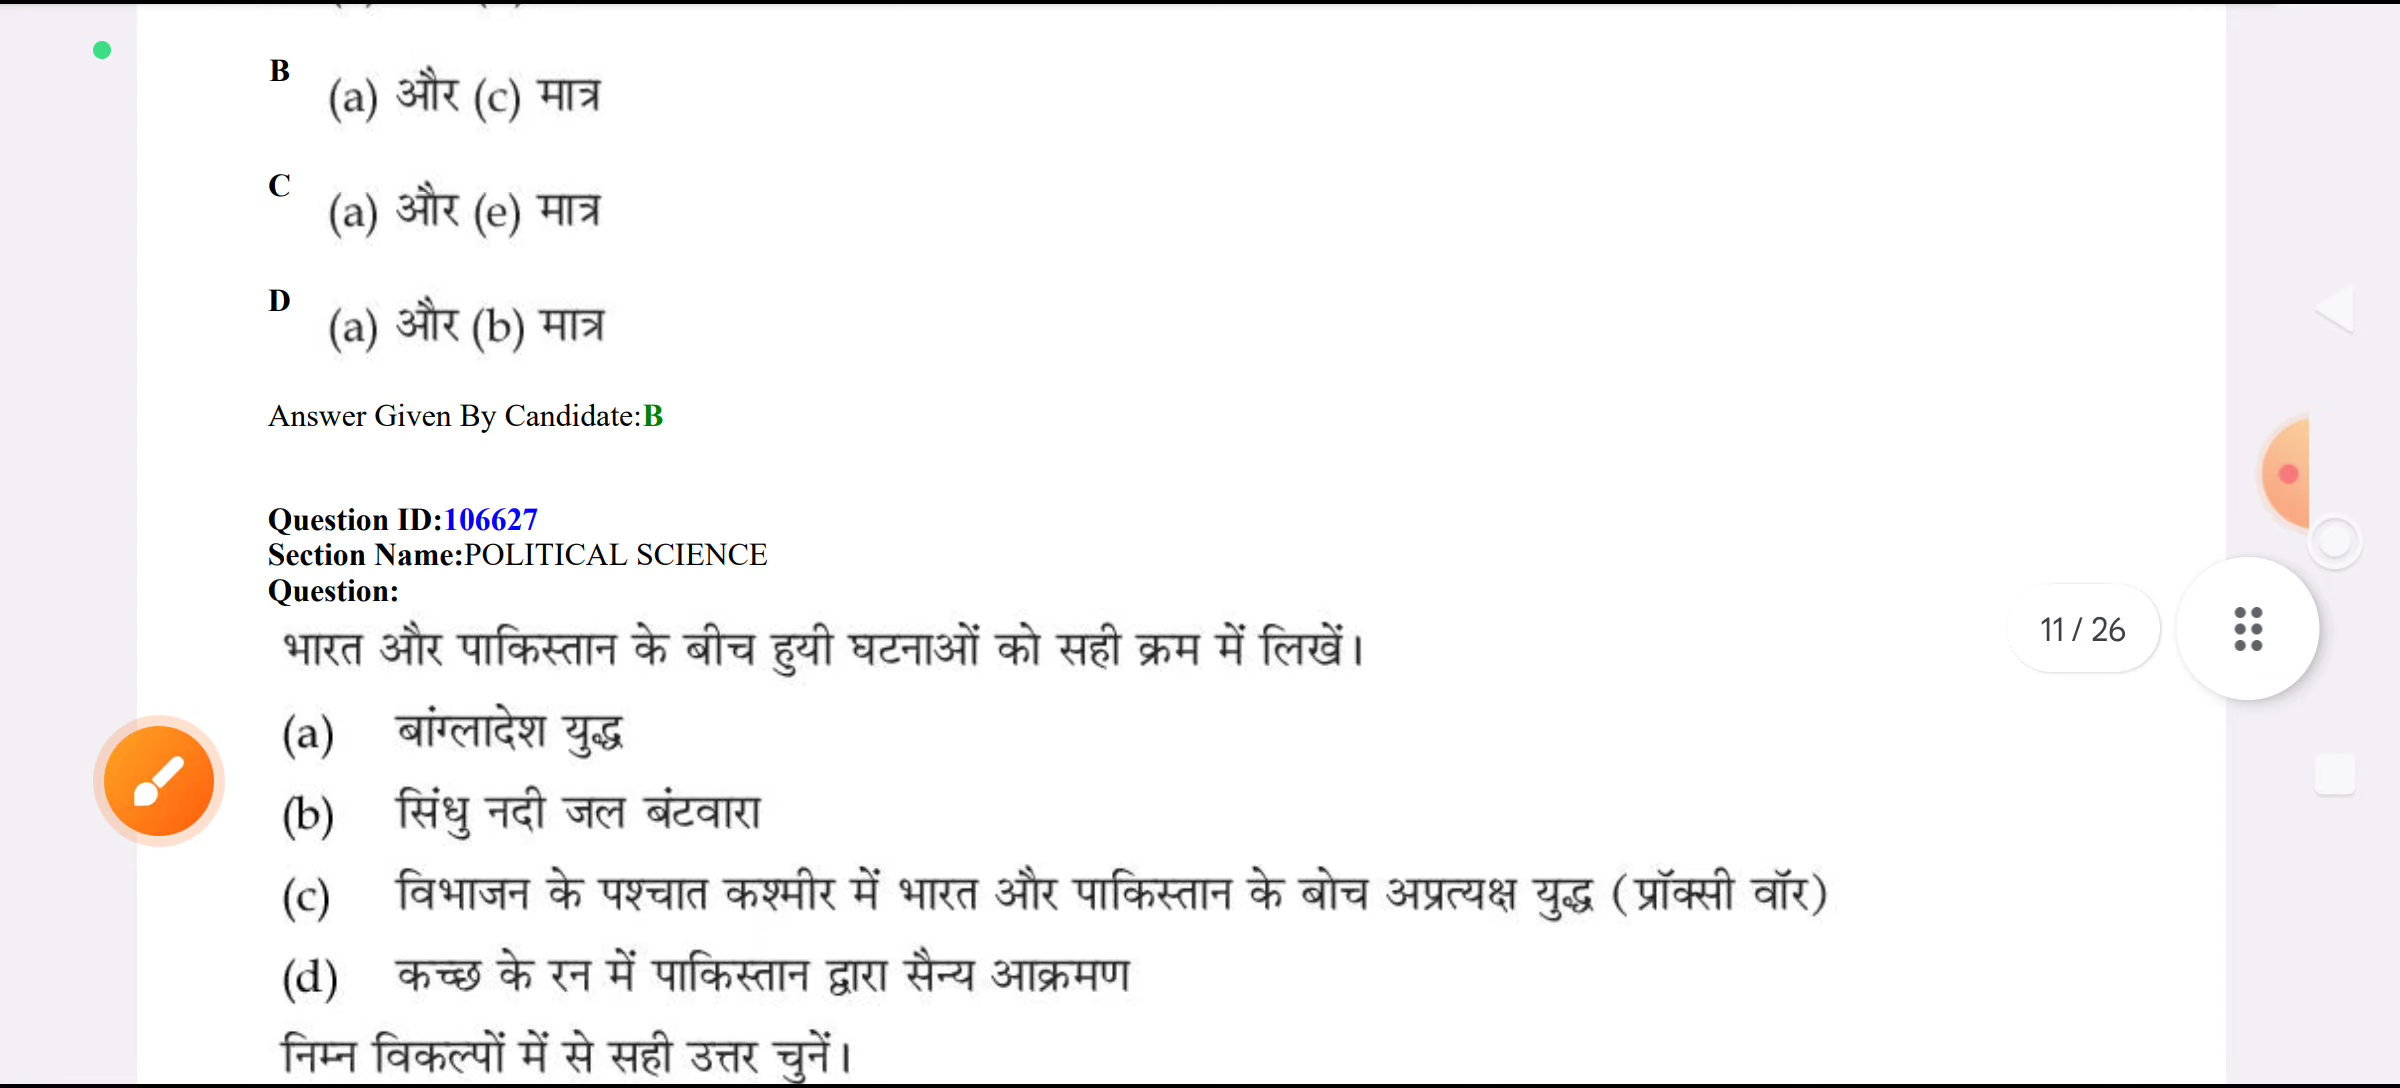 B
(a) और (c) मात्र
C
(a) और (e) मात्र
D
(a) और (b) मात्र
Answer Given By Candidate:B
Question ID:106627
Section Name:POLITICAL SCIENCE
Question:
भारत और पाकिस्तान के बीच हुयी घटनाओं को सही क्रम में लिखें।
11 / 26
(a) बांग्लादेश युद्ध
(b) सिंधु नदी जल बंटवारा
(c) विभाजन के पश्चात कश्मीर में भारत और पाकिस्तान के बोच अप्रत्यक्ष युद्ध (प्रॉक्सी वॉर)
(d) कच्छ के रन में पाकिस्तान द्वारा सैन्य आक्रमण
निम्न विकल्पों में से सही उत्तर चुनें।